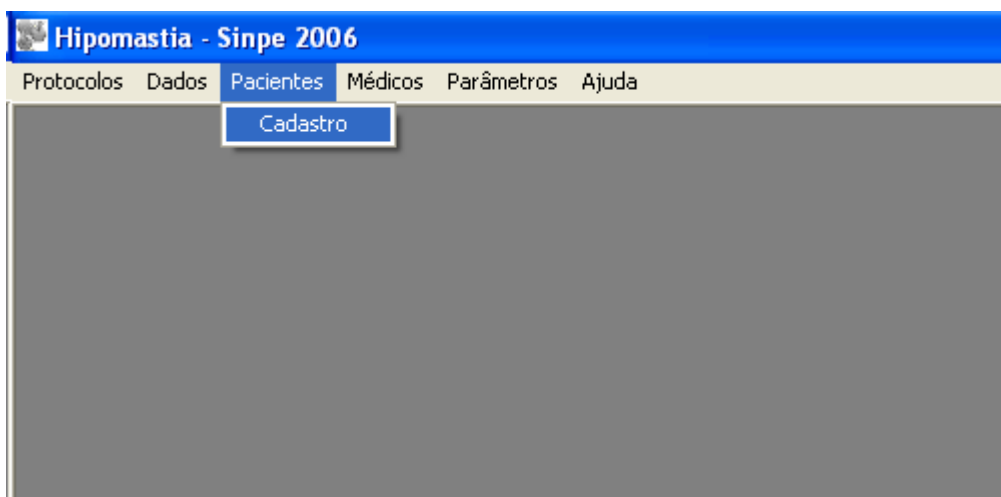 Hipomastia - Sinpe 2006
Protocolos Dados Pacientes Médicos Parâmetros Ajuda
Cadastro